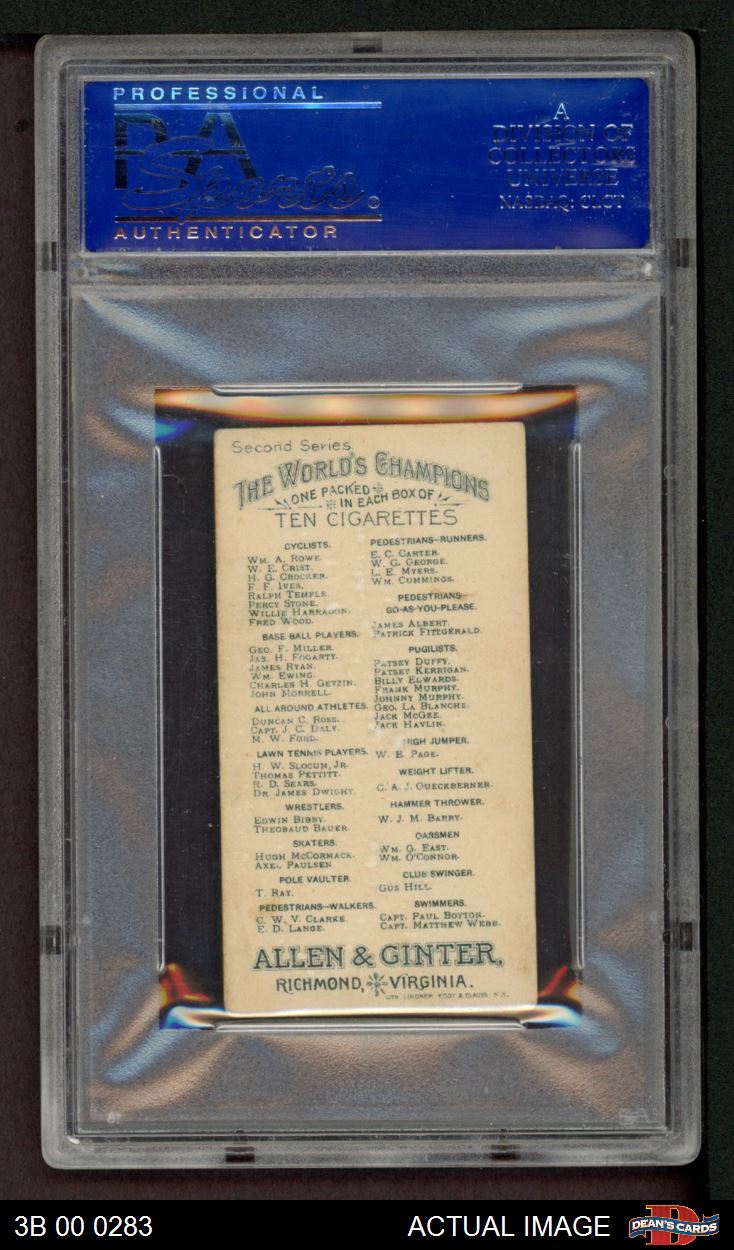 PROFESSIONAL
PSA
Sports®
AUTHENTICATOR
A
DIVISION OF
COLLECTORS
UNIVERSE
NASDAQ: CLCT
Second Series.
THE WORLD'S CHAMPIONS
ONE PACKED
IN EACH BOX OF
TEN CIGARETTES
CYCLISTS.
WM. A. ROWE.
W. E. CRIST.
H. G. CROCKER.
F. F. IVES.
RALPH TEMPLE.
PERCY STONE.
WILLIE HARRADON.
FRED WOOD.
BASE BALL PLAYERS.
GEO. F. MILLER.
JAS. H. FOGARTY.
JAMES RYAN.
WM. EWING.
CHARLES H. GETZIN.
JOHN MORRELL.
ALL AROUND ATHLETES.
DUNCAN C. ROSS.
CAPT. J. C. DALY.
M. W. FORD.
LAWN TENNIS PLAYERS.
H. W. SLOCUM, JR.
THOMAS PETTITT.
R. D. SEARS.
DR. JAMES DWIGHT.
WRESTLERS.
EDWIN BIBBY.
THEOBAUD BAUER.
SKATERS.
HUGH MCCORMACK.
AXEL PAULSEN.
POLE VAULTER.
T. RAY.
PEDESTRIANS-WALKERS.
C. W. V. CLARKE.
E. D. LANGE.
PEDESTRIANS-RUNNERS.
E. C. CARTER.
W. G. GEORGE.
L. E. MYERS.
WM. CUMMINGS.
PEDESTRIANS
GO-AS-YOU-PLEASE.
JAMES ALBERT.
PATRICK FITZGERALD.
PUGILISTS.
PATSEY DUFFY.
PATSEY KERRIGAN.
BILLY EDWARDS.
FRANK MURPHY.
JOHNNY MURPHY.
GEO. LA BLANCHE.
JACK MCGEE.
JACK HAVLIN.
HIGH JUMPER.
W. B. PAGE.
WEIGHT LIFTER.
C. A. J. QUECKBERNER.
HAMMER THROWER.
W. J. M. BARRY.
OARSMEN
WM. G. EAST.
WM. O'CONNOR.
CLUB SWINGER.
GUS HILL.
SWIMMERS.
CAPT. PAUL BOYTON.
CAPT. MATTHEW WEBB.
ALLEN & GINTER,
RICHMOND, VIRGINIA.
LITH. LINDNER, EDDY & CLAUSS. N.Y.
3B 00 0283
ACTUAL IMAGE
DEAN'S CARDS